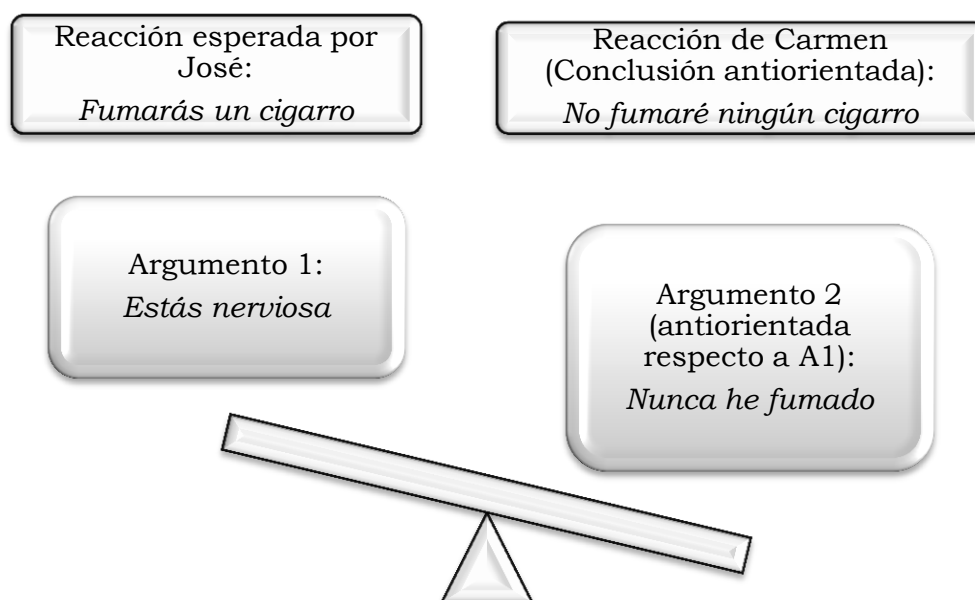 Reacción esperada por
José:
Fumarás un cigarro
Reacción de Carmen
(Conclusión antiorientada):
No fumaré ningún cigarro
Argumento 1:
Estás nerviosa
Argumento 2
(antiorientada
respecto a A1):
Nunca he fumado